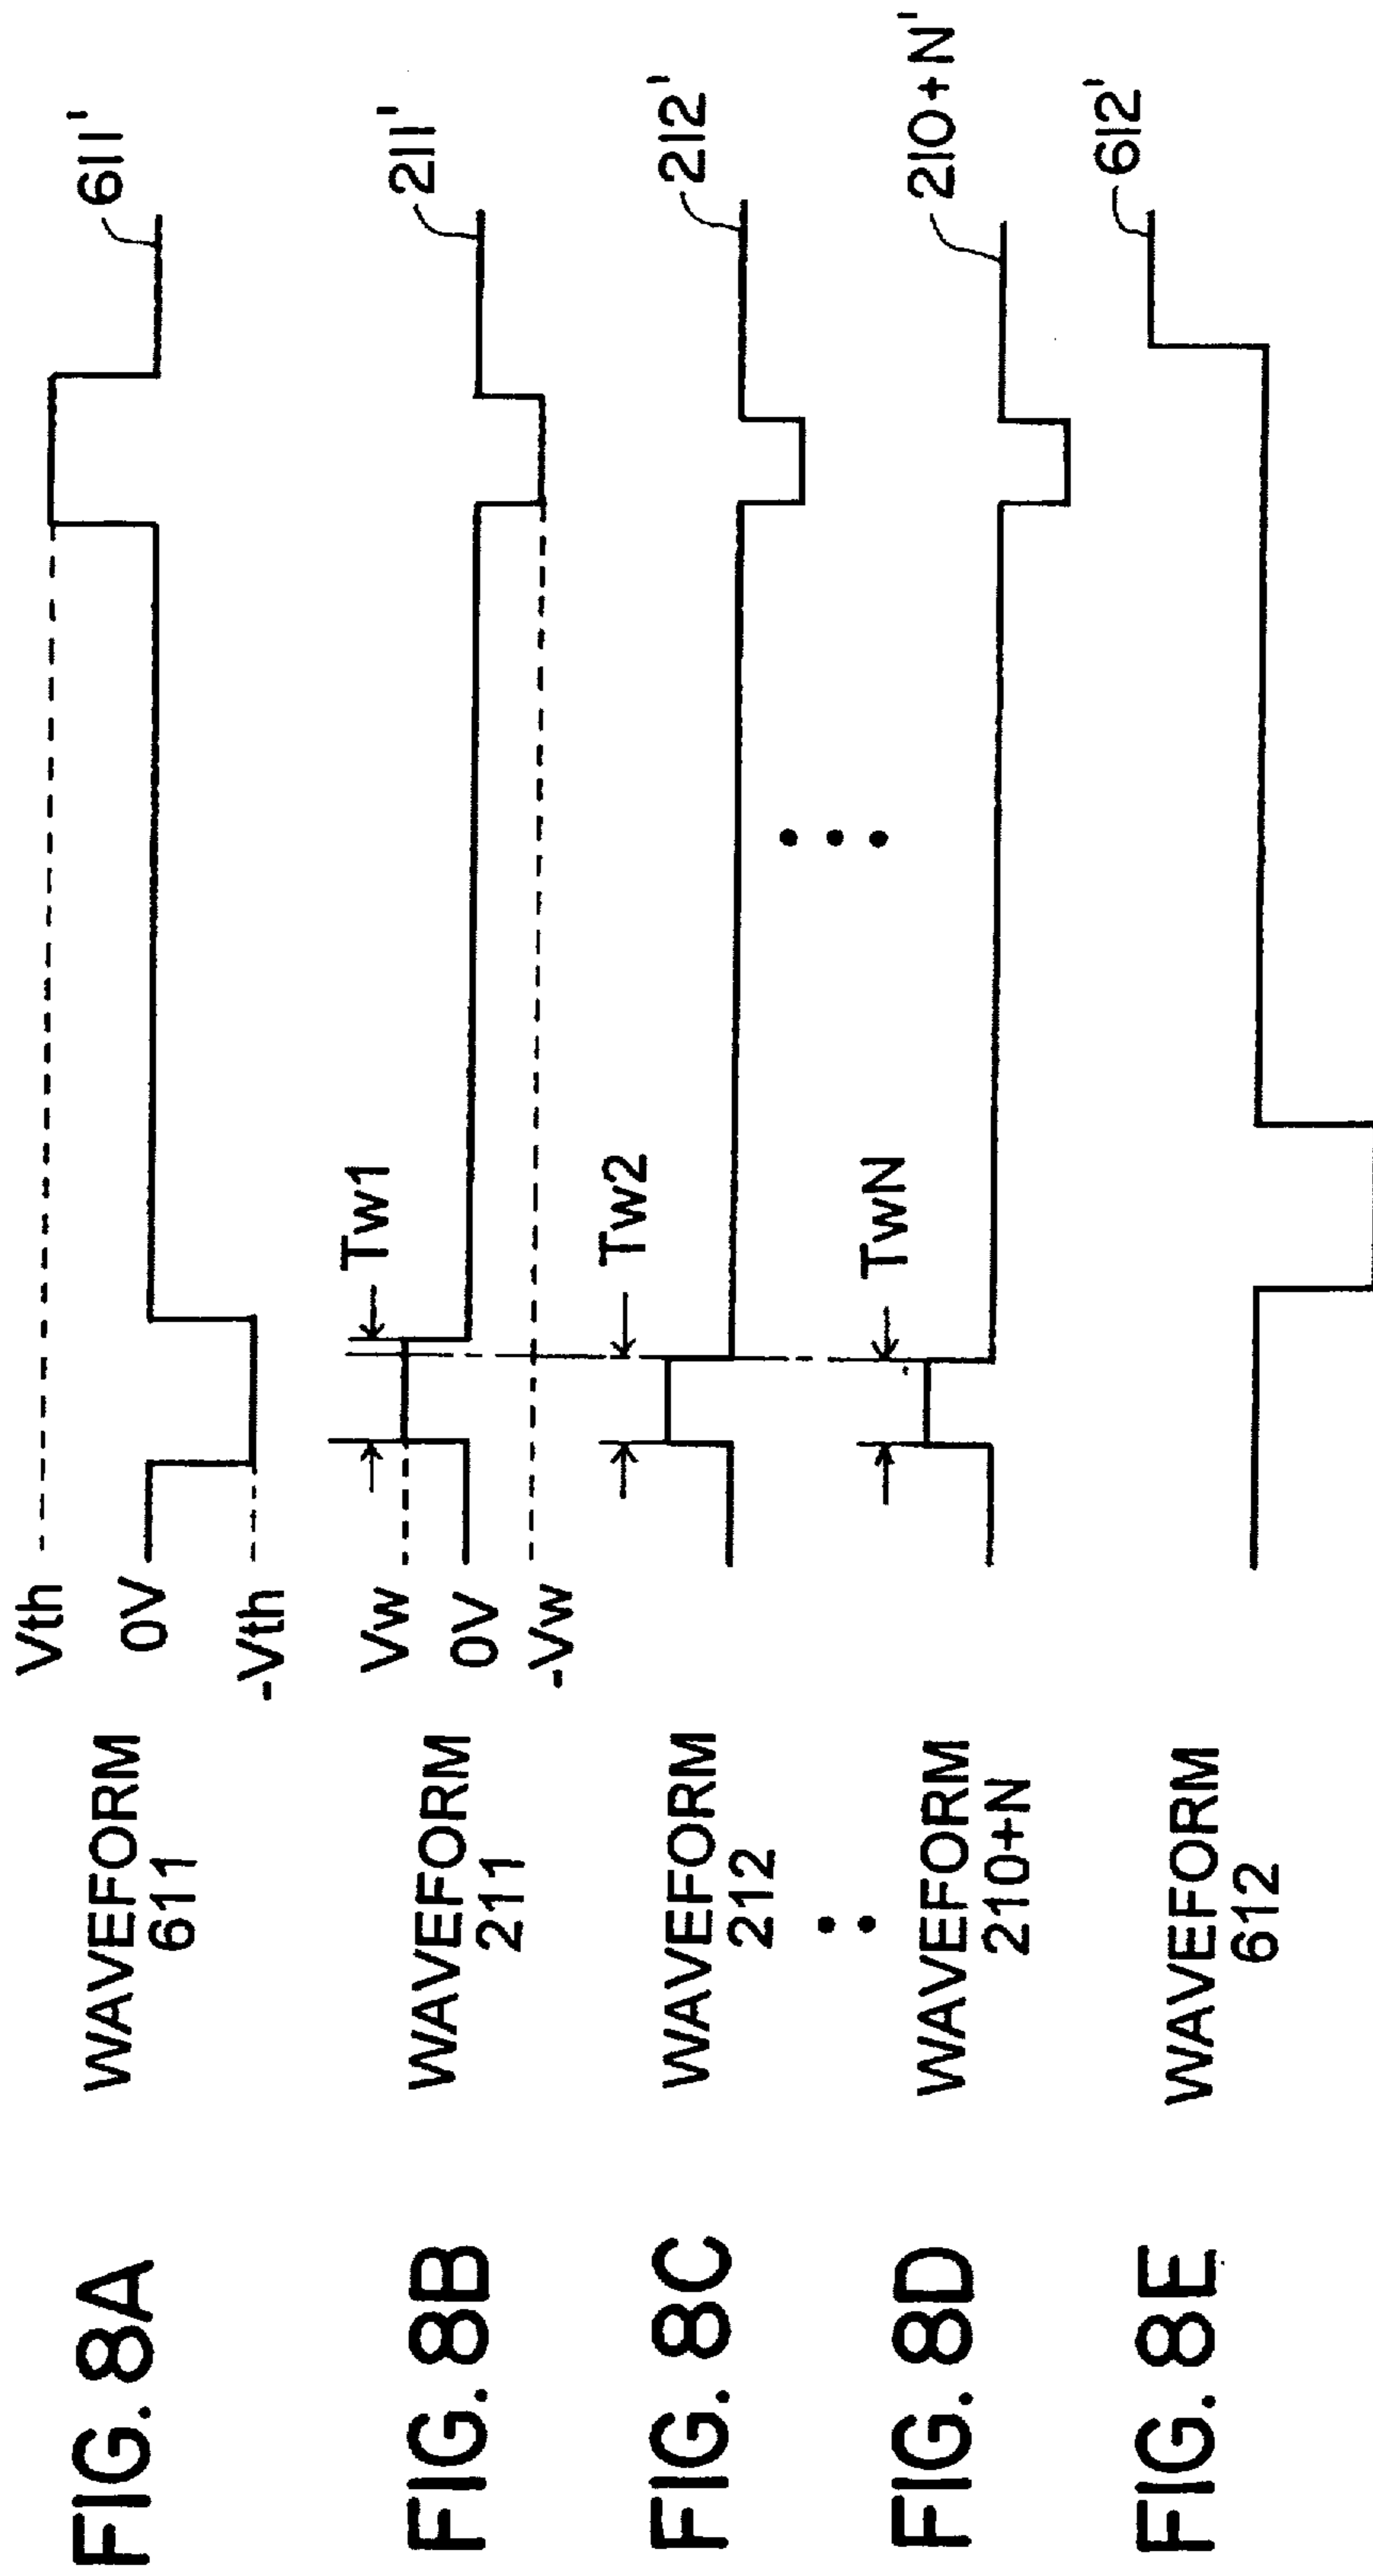 FIG. 8A
WAVEFORM
611
Vth
0V
-Vth
611'
FIG. 8B
WAVEFORM
211
Vw
0V
-Vw
Tw1
211'
FIG. 8C
WAVEFORM
212
Tw2
212'
FIG. 8D
WAVEFORM
210+N
TwN
210+N'
FIG. 8E
WAVEFORM
612
612'